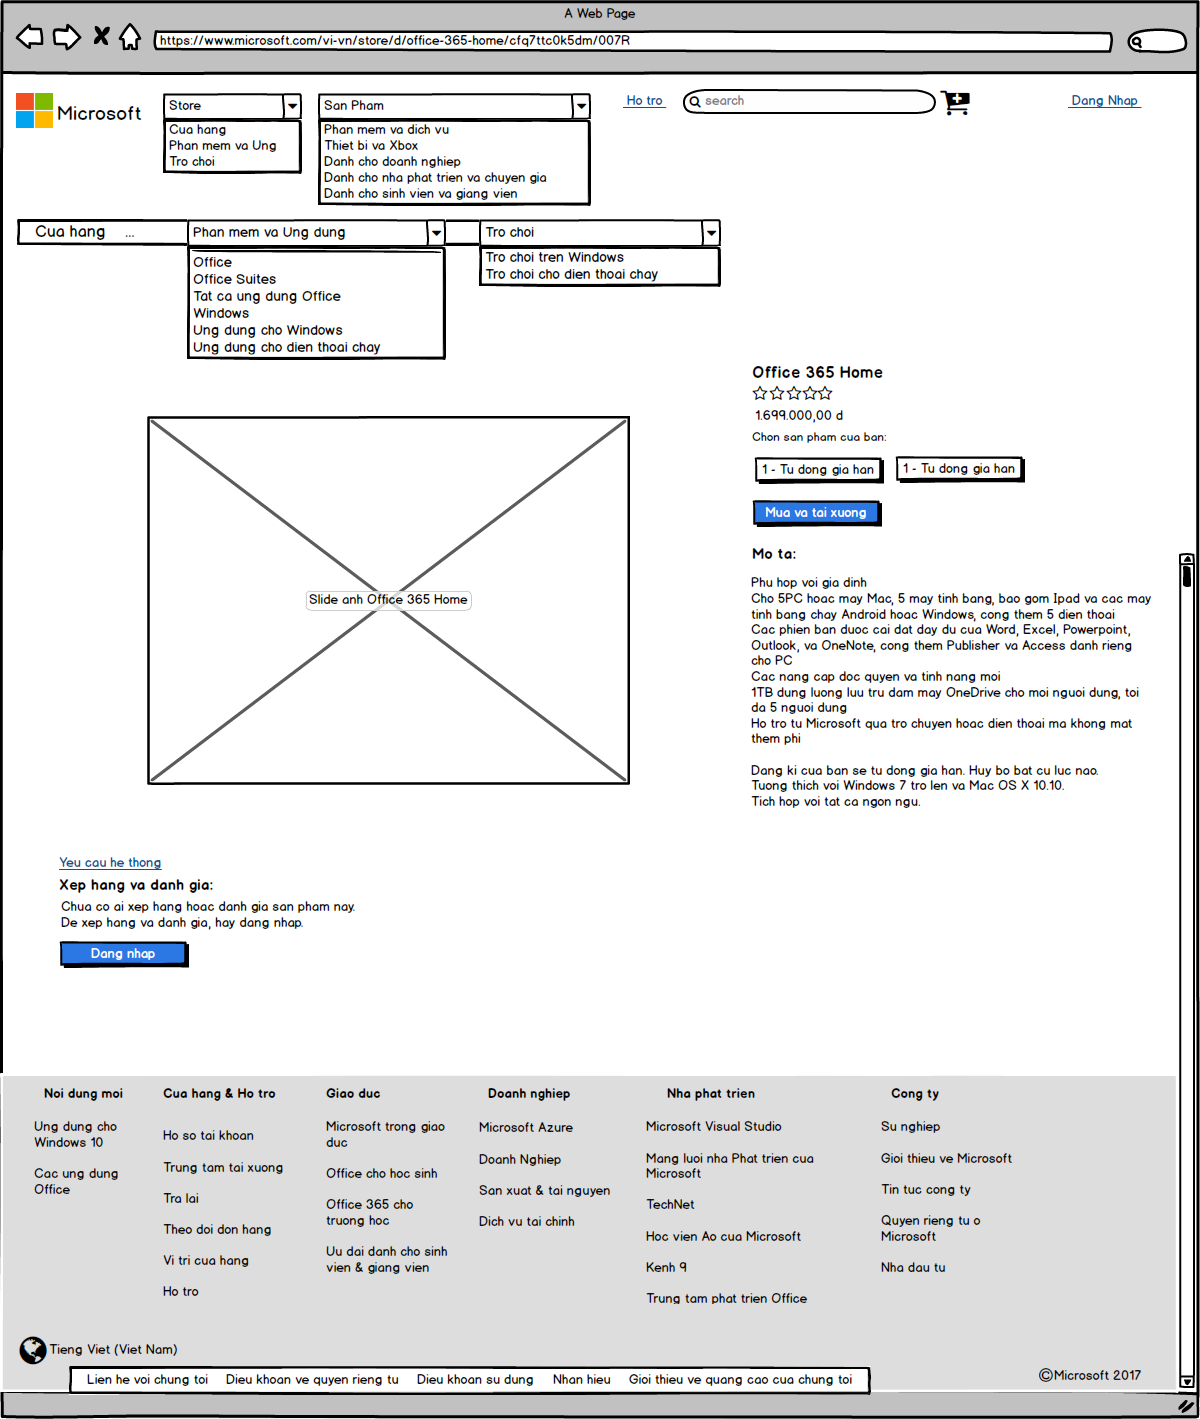 A Web Page
https://www.microsoft.com/vi-vn/store/d/office-365-home/cfq7ttc0k5dm/007R
Microsoft
Store
San Pham
Ho tro
search
Dang Nhap
Cua hang
Phan mem va Ung
Tro choi
Phan mem va dich vu
Thiet bi va Xbox
Danh cho doanh nghiep
Danh cho nha phat trien va chuyen gia
Danh cho sinh vien va giang vien
Cua hang ...
Phan mem va Ung dung
Tro choi
Office
Office Suites
Tat ca ung dung Office
Windows
Ung dung cho Windows
Ung dung cho dien thoai chay
Tro choi tren Windows
Tro choi cho dien thoai chay
Office 365 Home
1.699.000,00 d
Chon san pham cua ban:
1 - Tu dong gia han
1 - Tu dong gia han
Mua va tai xuong
Slide anh Office 365 Home
Mo ta:
Phu hop voi gia dinh
Cho 5PC hoac may Mac, 5 may tinh bang, bao gom Ipad va cac may
tinh bang chay Android hoac Windows, cong them 5 dien thoai
Cac phien ban duoc cai dat day du cua Word, Excel, Powerpoint,
Outlook, va OneNote, cong them Publisher va Access danh rieng
cho PC
Cac nang cap doc quyen va tinh nang moi
1TB dung luong luu tru dam may OneDrive cho moi nguoi dung, toi
da 5 nguoi dung
Ho tro tu Microsoft qua tro chuyen hoac dien thoai ma khong mat
them phi
Dang ki cua ban se tu dong gia han. Huy bo bat cu luc nao.
Tuong thich voi Windows 7 tro len va Mac OS X 10.10.
Tich hop voi tat ca ngon ngu.
Yeu cau he thong
Xep hang va danh gia:
Chua co ai xep hang hoac danh gia san pham nay.
De xep hang va danh gia, hay dang nhap.
Dang nhap
Noi dung moi
Ung dung cho
Windows 10
Cac ung dung
Office
Cua hang & Ho tro
Ho so tai khoan
Trung tam tai xuong
Tra lai
Theo doi don hang
Vi tri cua hang
Ho tro
Giao duc
Microsoft trong giao
duc
Office cho hoc sinh
Office 365 cho
truong hoc
Uu dai danh cho sinh
vien & giang vien
Doanh nghiep
Microsoft Azure
Doanh Nghiep
San xuat & tai nguyen
Dich vu tai chinh
Nha phat trien
Microsoft Visual Studio
Mang luoi nha Phat trien cua
Microsoft
TechNet
Hoc vien Ao cua Microsoft
Kenh 9
Trung tam phat trien Office
Cong ty
Su nghiep
Gioi thieu ve Microsoft
Tin tuc cong ty
Quyen rieng tu o
Microsoft
Nha dau tu
Tieng Viet (Viet Nam)
Lien he voi chung toi Dieu khoan ve quyen rieng tu Dieu khoan su dung Nhan hieu Gioi thieu ve quang cao cua chung toi
©Microsoft 2017